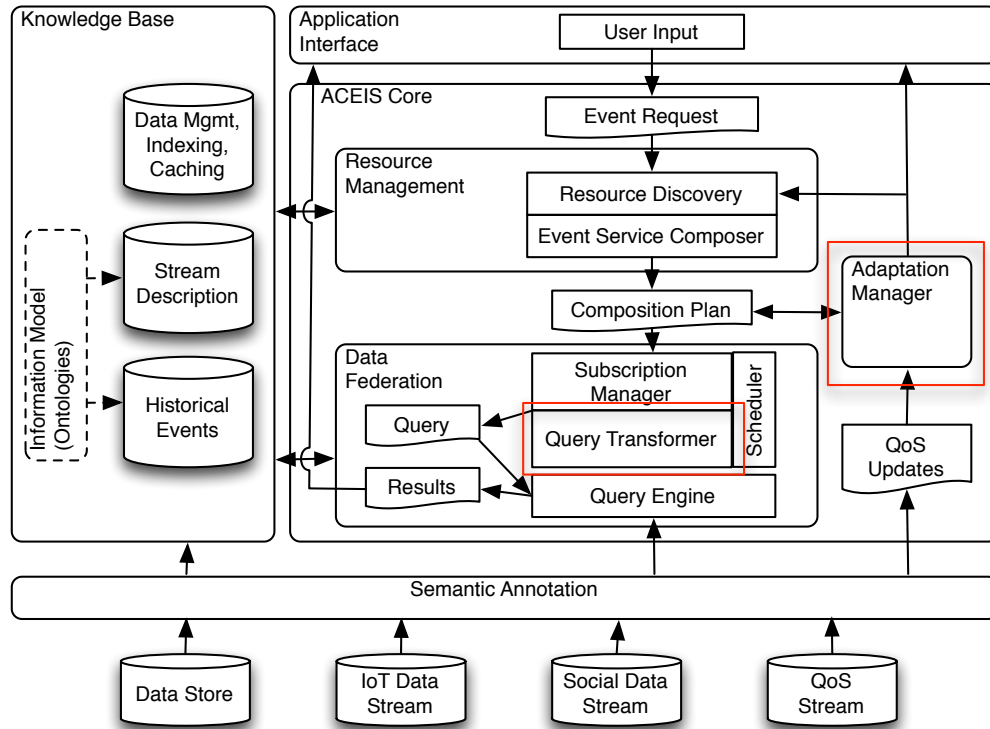 Knowledge Base
Data Mgmt,
Indexing,
Caching
Stream
Description
Historical
Events
Information Model
(Ontologies)
Application
Interface
User Input
ACEIS Core
Event Request
Resource
Management
Resource Discovery
Event Service Composer
Adaptation
Manager
Composition Plan
Data
Federation
Subscription
Manager
Scheduler
Query
Query Transformer
Results
Query Engine
QoS
Updates
Semantic Annotation
Data Store
IoT Data
Stream
Social Data
Stream
QoS
Stream